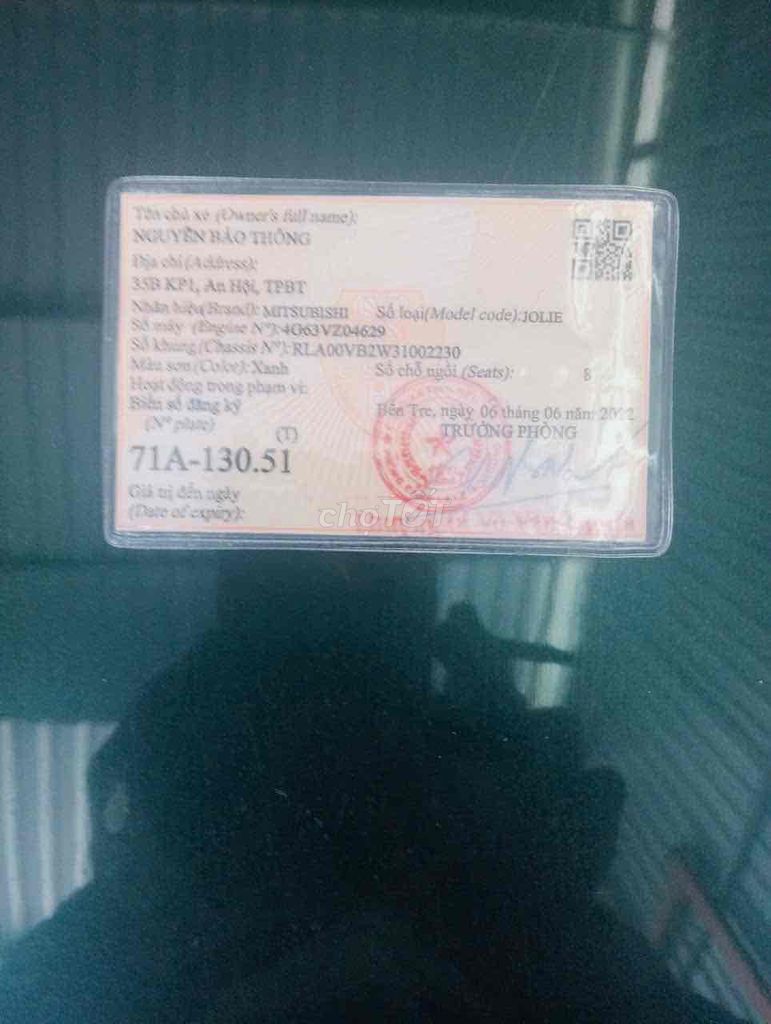 Tên chủ xe (Owner's full name):
NGUYỄN BẢO THÔNG
Địa chỉ (Address):
35B KP1, An Hội, TPBT
Nhãn hiệu(Brand): MITSUBISHI Số loại(Model code):JOLIE
Số máy (Engine N°):4G63VZ04629
Số khung(Chassis N°):RLA00VB2W31002230
Màu sơn (Color): Xanh Số chỗ ngồi (Seats): 8
Hoạt động trong phạm vi:
Biển số đăng ký Bến Tre, ngày 06 tháng 06 năm 2022
(N° plate) TRƯỞNG PHÒNG
(T)
71A-130.51
Giá trị đến ngày
(Date of expiry):
choTỐT